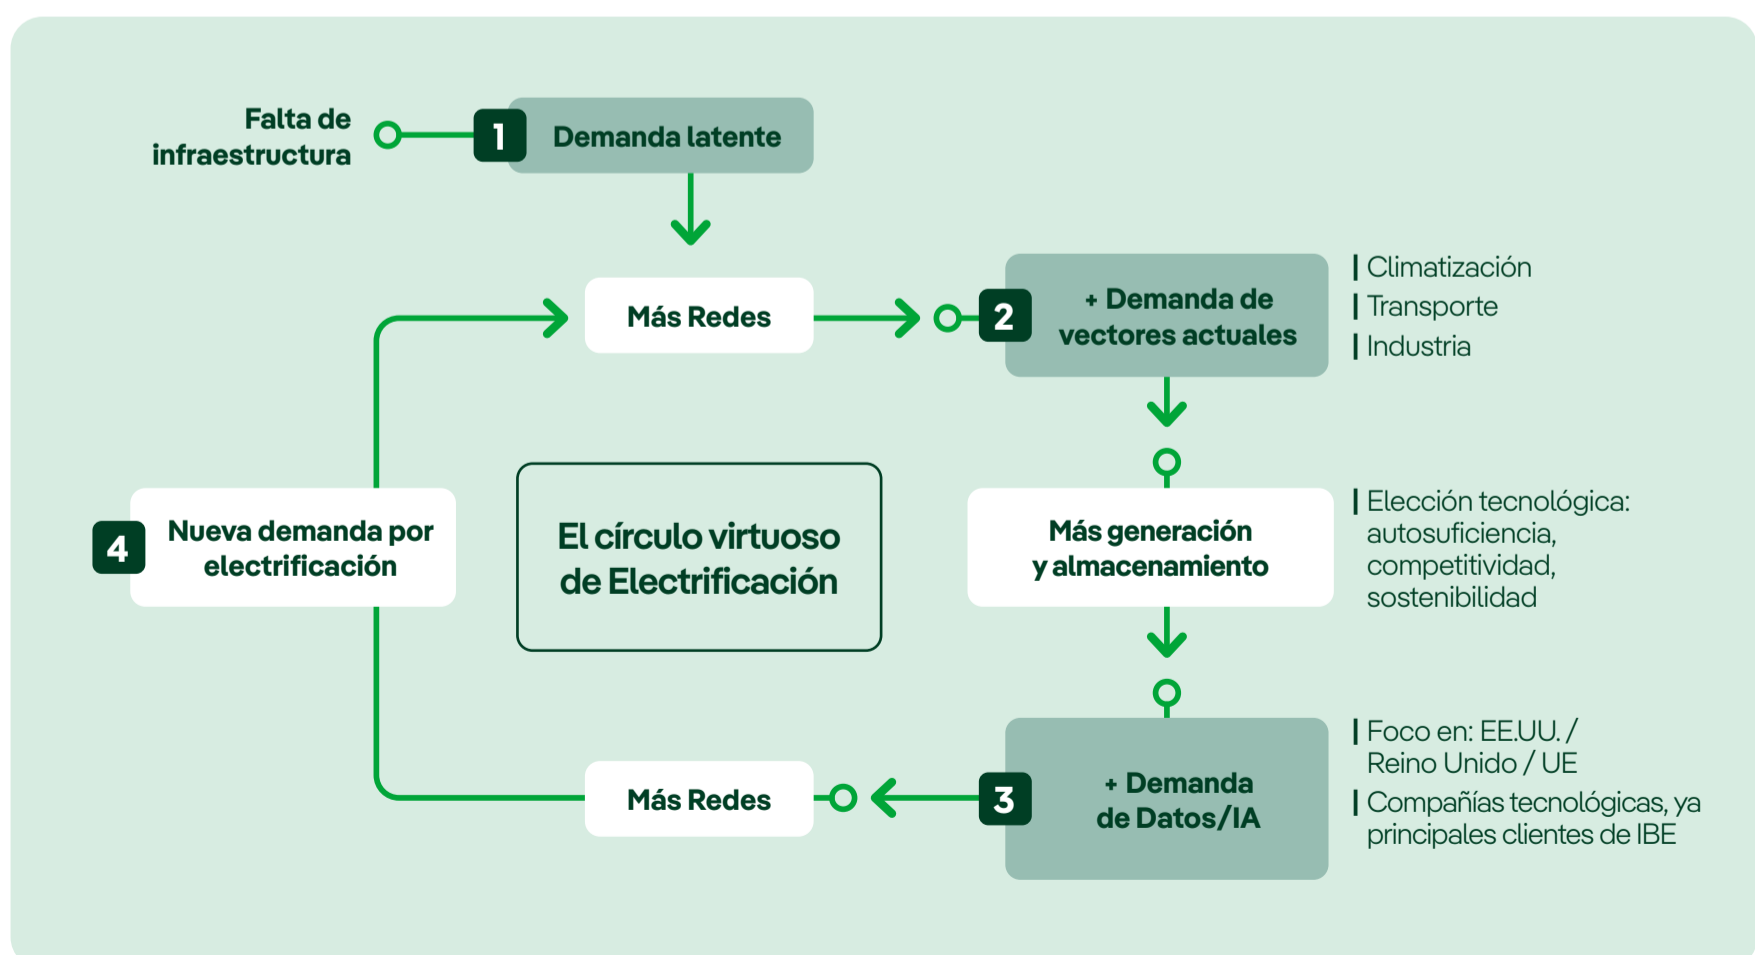 Falta de
infraestructura
1
Demanda latente
Más Redes
2
+ Demanda de
vectores actuales
| Climatización
| Transporte
| Industria
4
Nueva demanda por
electrificación
El círculo virtuoso
de Electrificación
Más generación
y almacenamiento
| Elección tecnológica:
autosuficiencia,
competitividad,
sostenibilidad
Más Redes
3
+ Demanda
de Datos/IA
| Foco en: EE.UU. /
Reino Unido / UE
| Compañías tecnológicas, ya
principales clientes de IBE